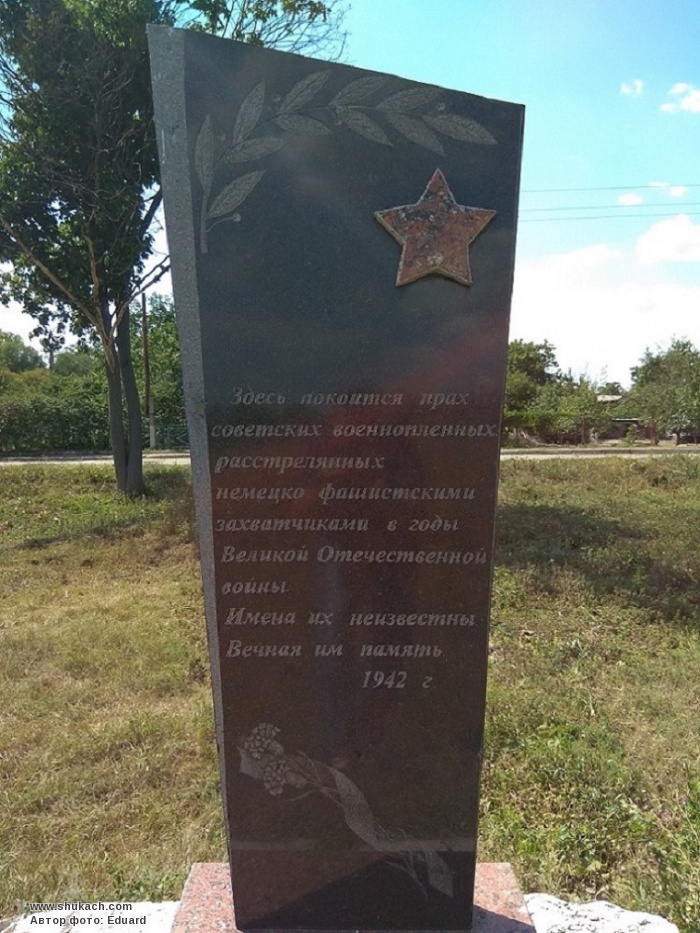 Здесь покоится прах
советских военнопленных
расстрелянных
немецко фашистскими
захватчиками в годы
Великой Отечественной
войны
Имена их неизвестны
Вечная им память
1942 г
www.shukach.com
Автор фото: Eduard